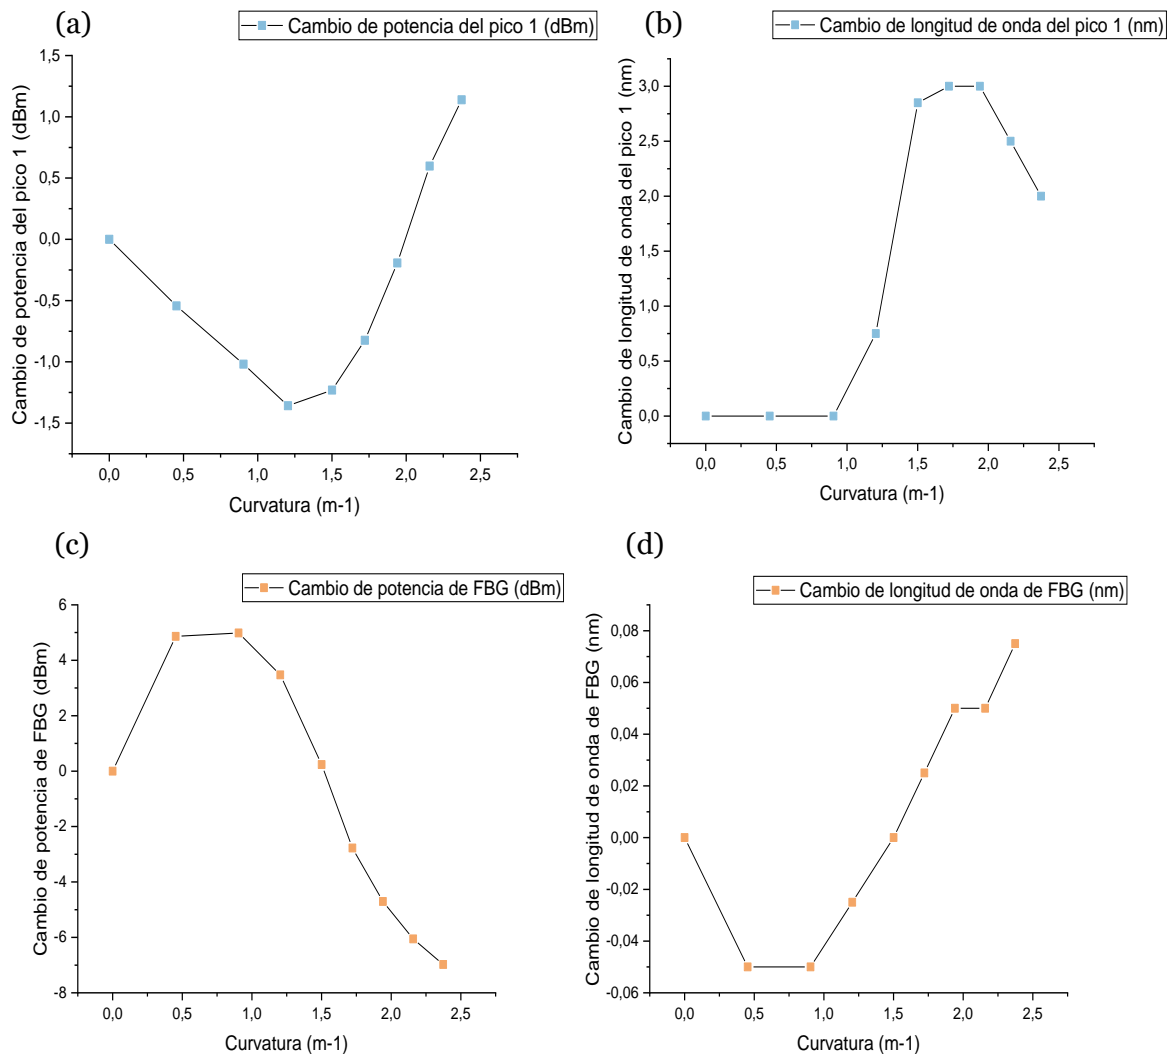 (a)
Cambio de potencia del pico 1 (dBm)
Cambio de potencia del pico 1 (dBm)
1,5
1,0
0,5
0,0
-0,5
-1,0
-1,5
0,0 0,5 1,0 1,5 2,0 2,5
Curvatura (m-1)
(b)
Cambio de longitud de onda del pico 1 (nm)
Cambio de longitud de onda del pico 1 (nm)
3,0
2,5
2,0
1,5
1,0
0,5
0,0
0,0 0,5 1,0 1,5 2,0 2,5
Curvatura (m-1)
(c)
Cambio de potencia de FBG (dBm)
Cambio de potencia de FBG (dBm)
6
4
2
0
-2
-4
-6
-8
0,0 0,5 1,0 1,5 2,0 2,5
Curvatura (m-1)
(d)
Cambio de longitud de onda de FBG (nm)
Cambio de longitud de onda de FBG (nm)
0,08
0,06
0,04
0,02
0,00
-0,02
-0,04
-0,06
0,0 0,5 1,0 1,5 2,0 2,5
Curvatura (m-1)